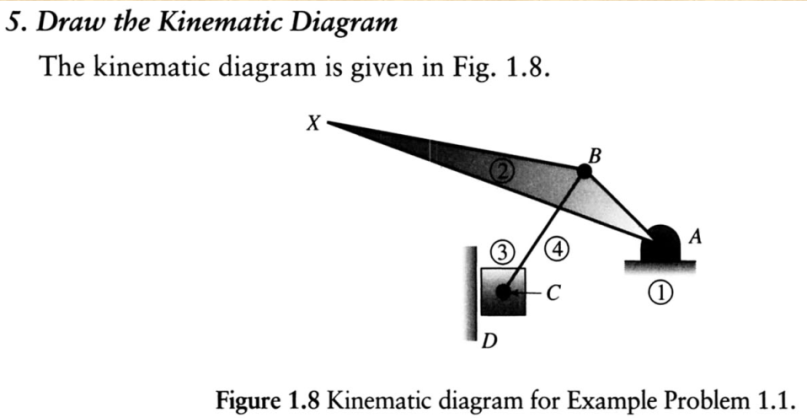 5. Draw the Kinematic Diagram
The kinematic diagram is given in Fig. 1.8.
X
B
②
A
③
④
C
①
D
Figure 1.8 Kinematic diagram for Example Problem 1.1.